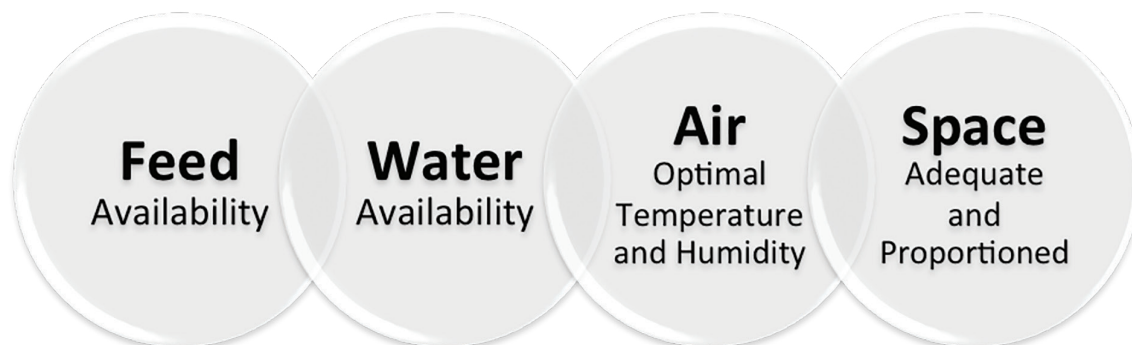 Feed
Availability
Water
Availability
Air
Optimal
Temperature
and Humidity
Space
Adequate
and
Proportioned